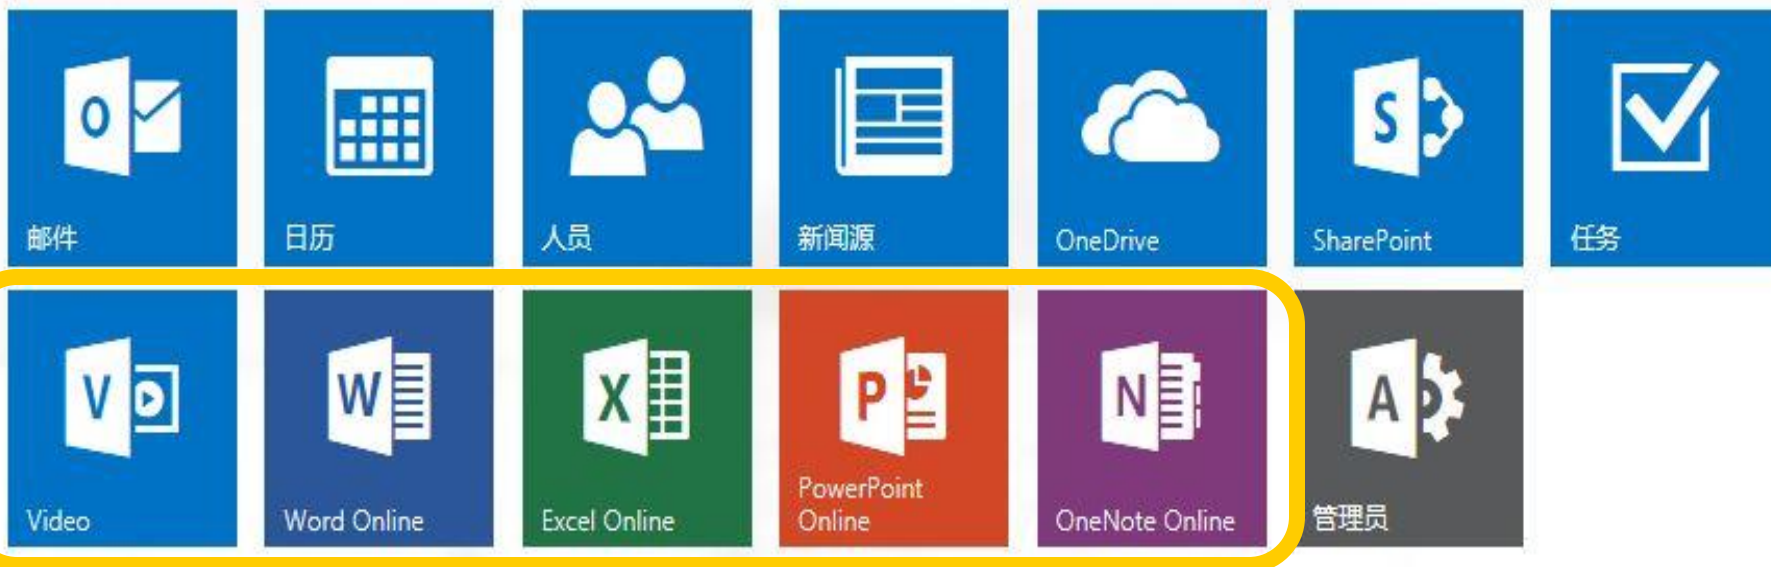 邮件
日历
人员
新闻源
OneDrive
SharePoint
任务
Video
Word Online
Excel Online
PowerPoint
Online
OneNote Online
管理员